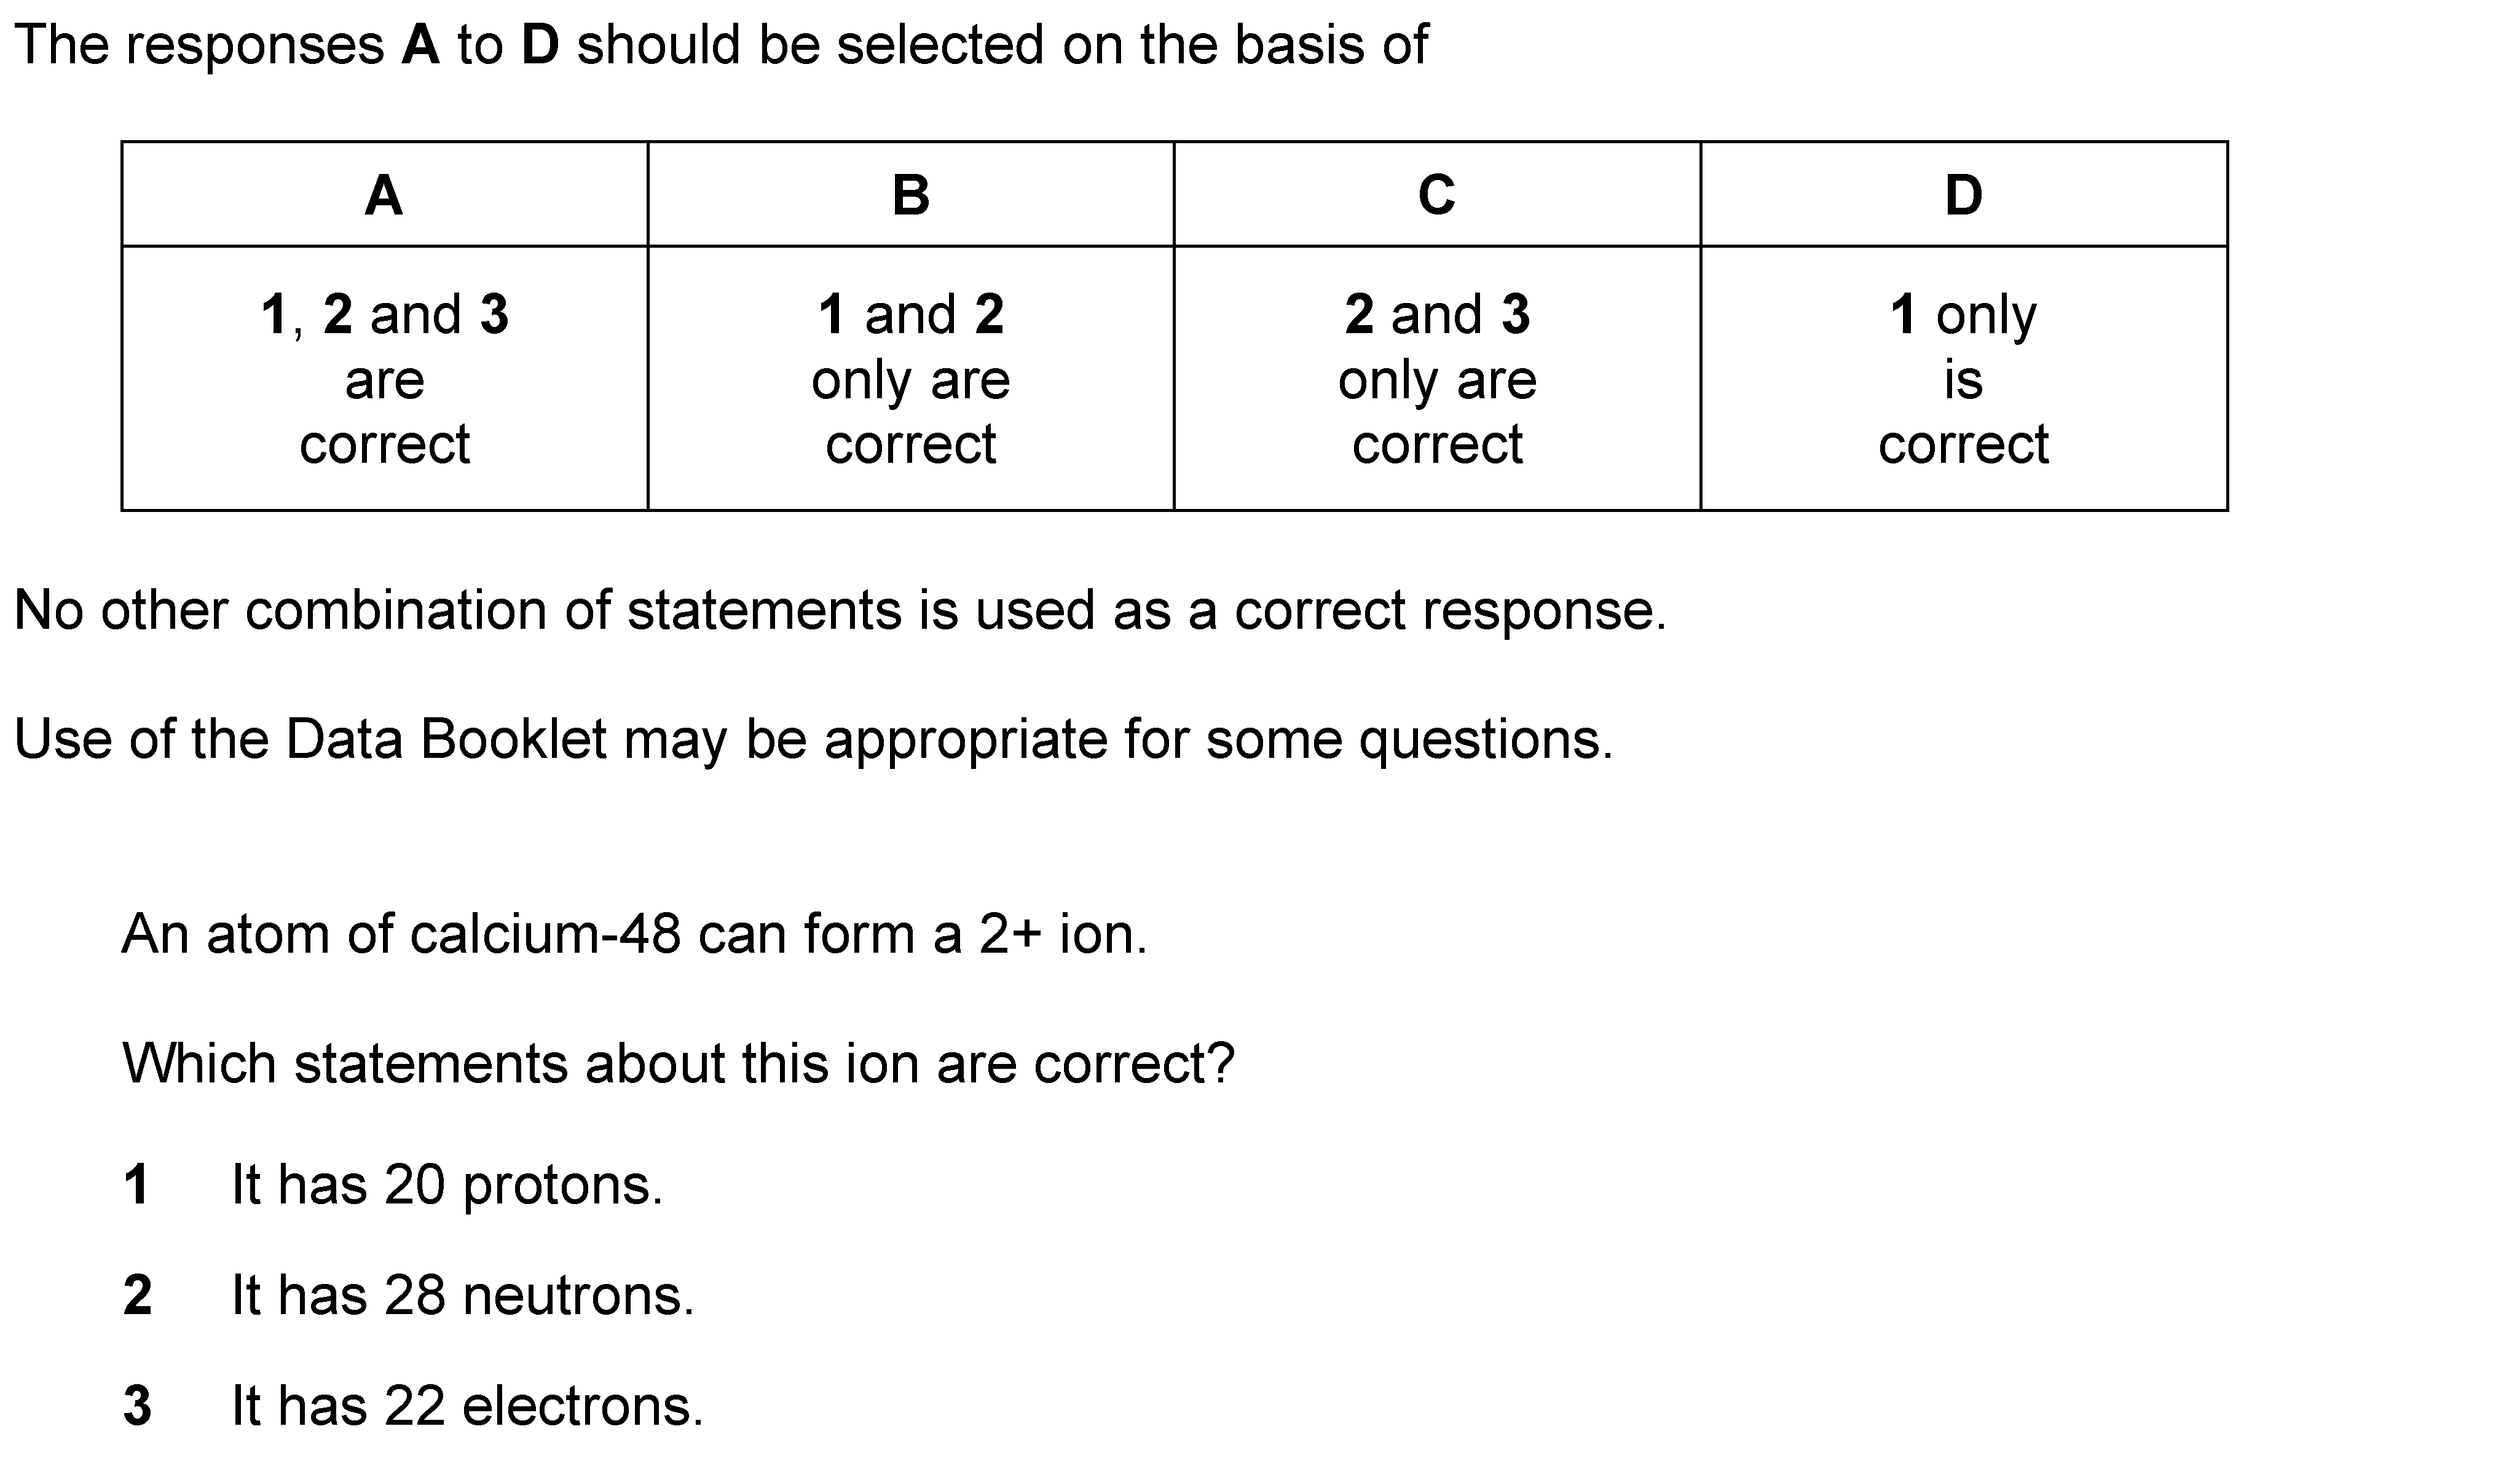 The responses A to D should be selected on the basis of
A B C D
1, 2 and 3 1 and 2 2 and 3 1 only
are only are only are is
correct correct correct correct
No other combination of statements is used as a correct response.
Use of the Data Booklet may be appropriate for some questions.
An atom of calcium-48 can form a 2+ ion.
Which statements about this ion are correct?
1 It has 20 protons.
2 It has 28 neutrons.
3 It has 22 electrons.